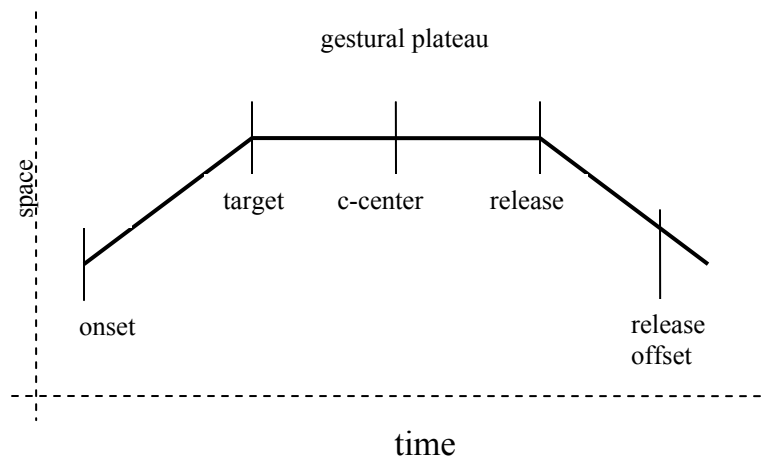 gestural plateau
space
target
c-center
release
onset
release
offset
time